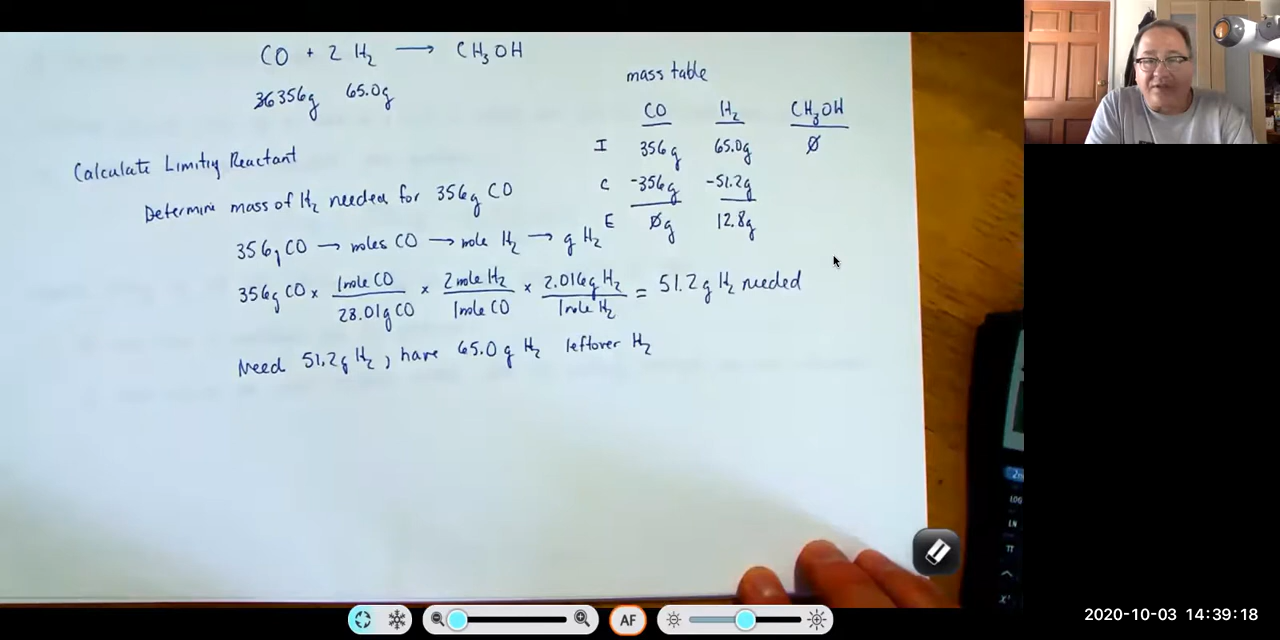 CO + 2 H₂ → CH₃OH
36356g 65.0g
mass table
CO H₂ CH₃OH
I 356g 65.0g ∅
C -356g -51.2g
E ∅g 12.8g
Calculate Limitig Reactant
Determine mass of H₂ needed for 356g CO
356g CO → moles CO → mole H₂ → g H₂
356g CO × 1mole CO / 28.01g CO × 2mole H₂ / 1mole CO × 2.016g H₂ / 1mole H₂ = 51.2g H₂ needed
Need 51.2g H₂, have 65.0g H₂ leftover H₂
LOG
LN
π
AF
2020-10-03 14:39:18